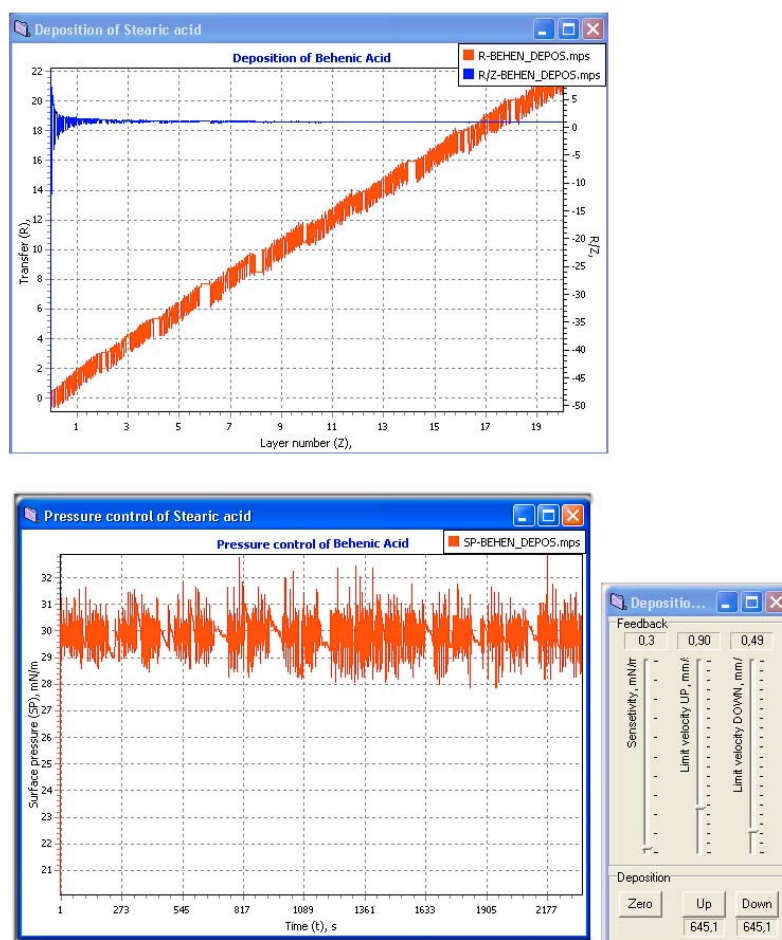 Deposition of Stearic acid
Deposition of Behenic Acid
R-BEHEN_DEPOS.mps
R/Z-BEHEN_DEPOS.mps
Transfer (R),
22
20
18
16
14
12
10
8
6
4
2
0
R/Z,
5
0
-5
-10
-15
-20
-25
-30
-35
-40
-45
-50
1 3 5 7 9 11 13 15 17 19
Layer number (Z),
Pressure control of Stearic acid
Pressure control of Behenic Acid
SP-BEHEN_DEPOS.mps
Surface pressure (SP), mN/m
32
31
30
29
28
27
26
25
24
23
22
21
1 273 545 817 1089 1361 1633 1905 2177
Time (t), s
Depositio...
Feedback
0,3 0,90 0,49
Sensetivity, mN/m
Limit velocity UP, mm/
Limit velocity DOWN, mm/
Deposition
Zero Up Down
645,1 645,1